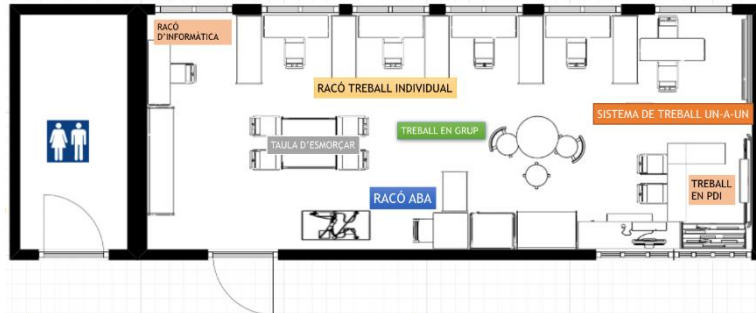 RACÓ
D'INFORMÀTICA
RACÓ TREBALL INDIVIDUAL
SISTEMA DE TREBALL UN-A-UN
TREBALL EN GRUP
TAULA D'ESMORÇAR
TREBALL
EN PDI
RACÓ ABA